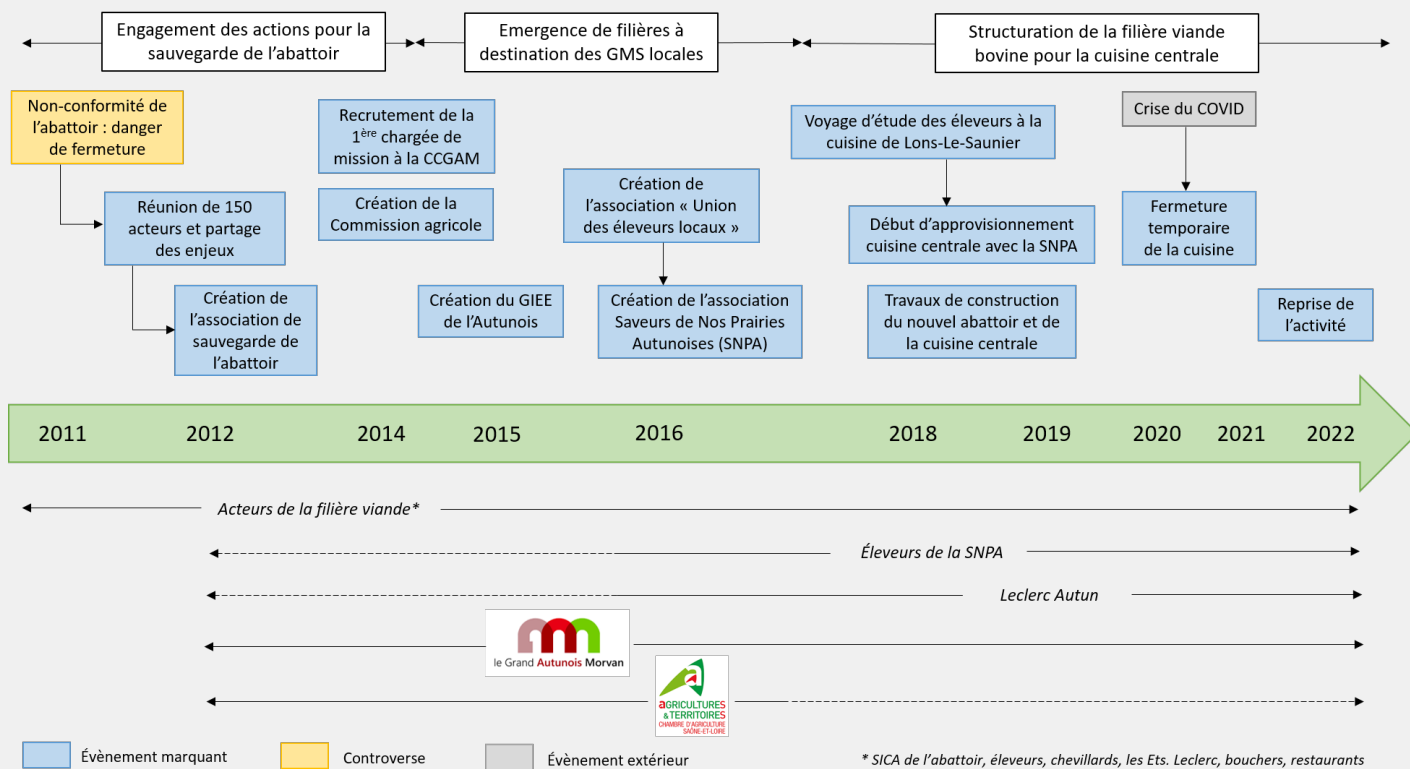 Engagement des actions pour la
sauvegarde de l'abattoir
Emergence de filières à
destination des GMS locales
Structuration de la filière viande
bovine pour la cuisine centrale
Non-conformité de
l'abattoir : danger
de fermeture
Réunion de 150
acteurs et partage
des enjeux
Création de
l'association de
sauvegarde de
l'abattoir
Recrutement de la
1ère chargée de
mission à la CCGAM
Création de la
Commission agricole
Création du GIEE
de l'Autunois
Création de
l'association « Union
des éleveurs locaux »
Création de l'association
Saveurs de Nos Prairies
Autunoises (SNPA)
Voyage d'étude des éleveurs à la
cuisine de Lons-Le-Saunier
Début d'approvisionnement
cuisine centrale avec la SNPA
Travaux de construction
du nouvel abattoir et de
la cuisine centrale
Crise du COVID
Fermeture
temporaire
de la cuisine
Reprise de
l'activité
2011 2012 2014 2015 2016 2018 2019 2020 2021 2022
Acteurs de la filière viande*
Éleveurs de la SNPA
Leclerc Autun
le Grand Autunois Morvan
aGRICULTURES
& TERRITOIRES
CHAMBRE D'AGRICULTURE
SAÔNE-ET-LOIRE
Évènement marquant
Controverse
Évènement extérieur
* SICA de l'abattoir, éleveurs, chevillards, les Ets. Leclerc, bouchers, restaurants